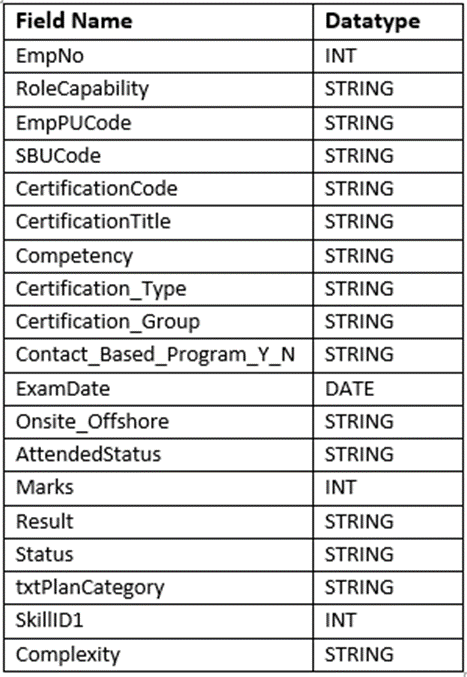 Field Name Datatype
EmpNo INT
RoleCapability STRING
EmpPUCode STRING
SBUCode STRING
CertificationCode STRING
CertificationTitle STRING
Competency STRING
Certification_Type STRING
Certification_Group STRING
Contact_Based_Program_Y_N STRING
ExamDate DATE
Onsite_Offshore STRING
AttendedStatus STRING
Marks INT
Result STRING
Status STRING
txtPlanCategory STRING
SkillID1 INT
Complexity STRING